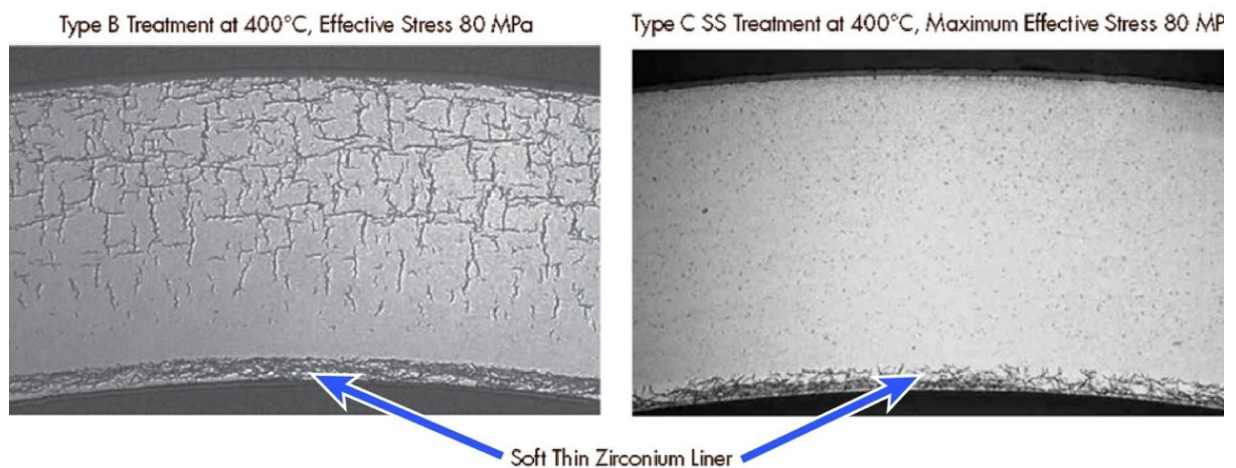 Type B Treatment at 400°C, Effective Stress 80 MPa
Type C SS Treatment at 400°C, Maximum Effective Stress 80 MP
Soft Thin Zirconium Liner